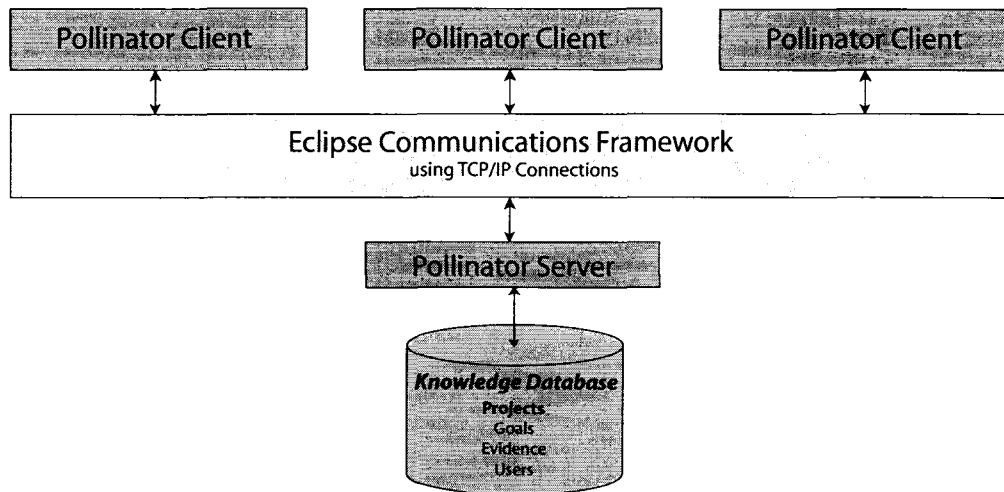 Pollinator Client
Pollinator Client
Pollinator Client
Eclipse Communications Framework
using TCP/IP Connections
Pollinator Server
Knowledge Database
Projects
Goals
Evidence
Users